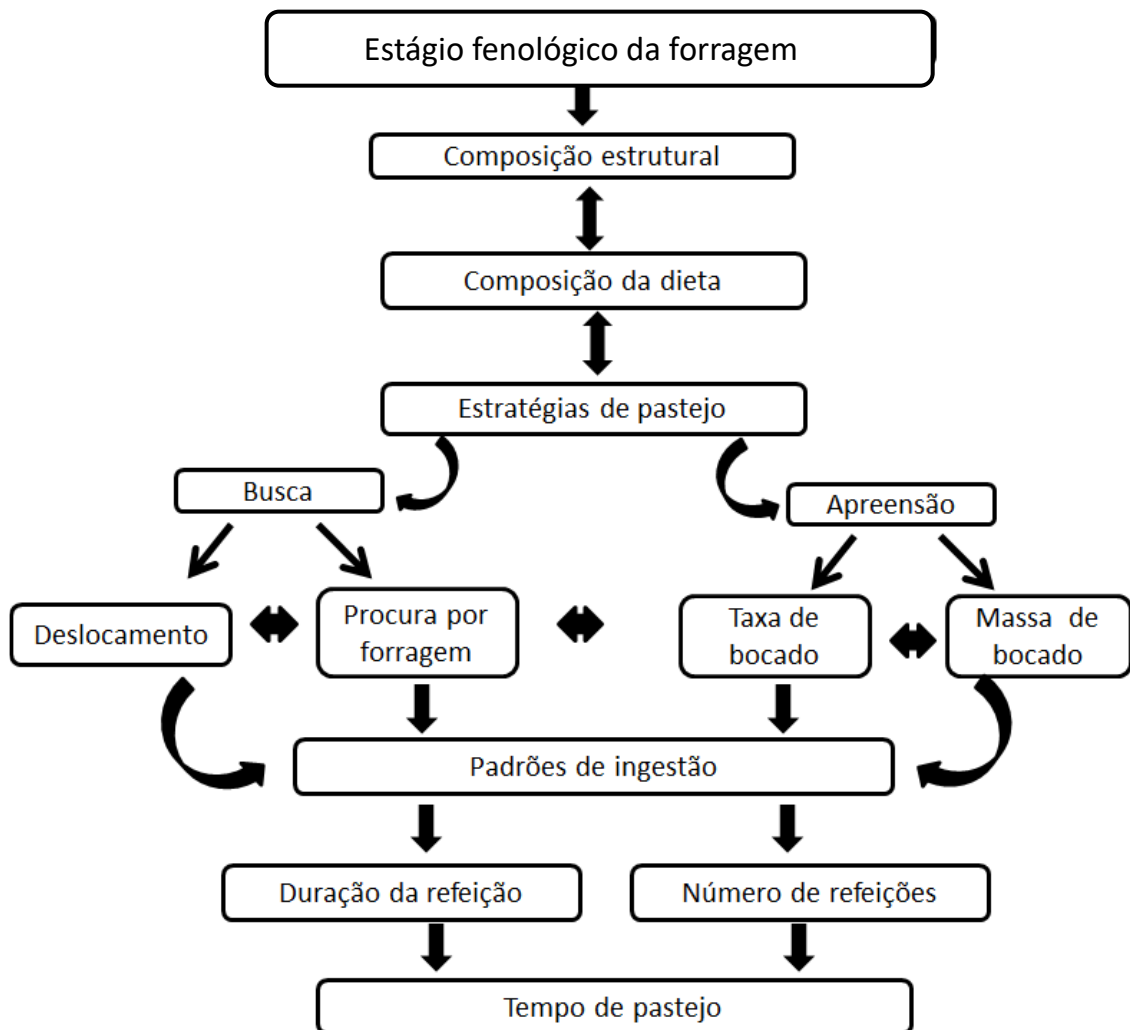 Estágio fenológico da forragem
Composição estrutural
Composição da dieta
Estratégias de pastejo
Busca
Apreensão
Deslocamento
Procura por
forragem
Taxa de
bocado
Massa de
bocado
Padrões de ingestão
Duração da refeição
Número de refeições
Tempo de pastejo